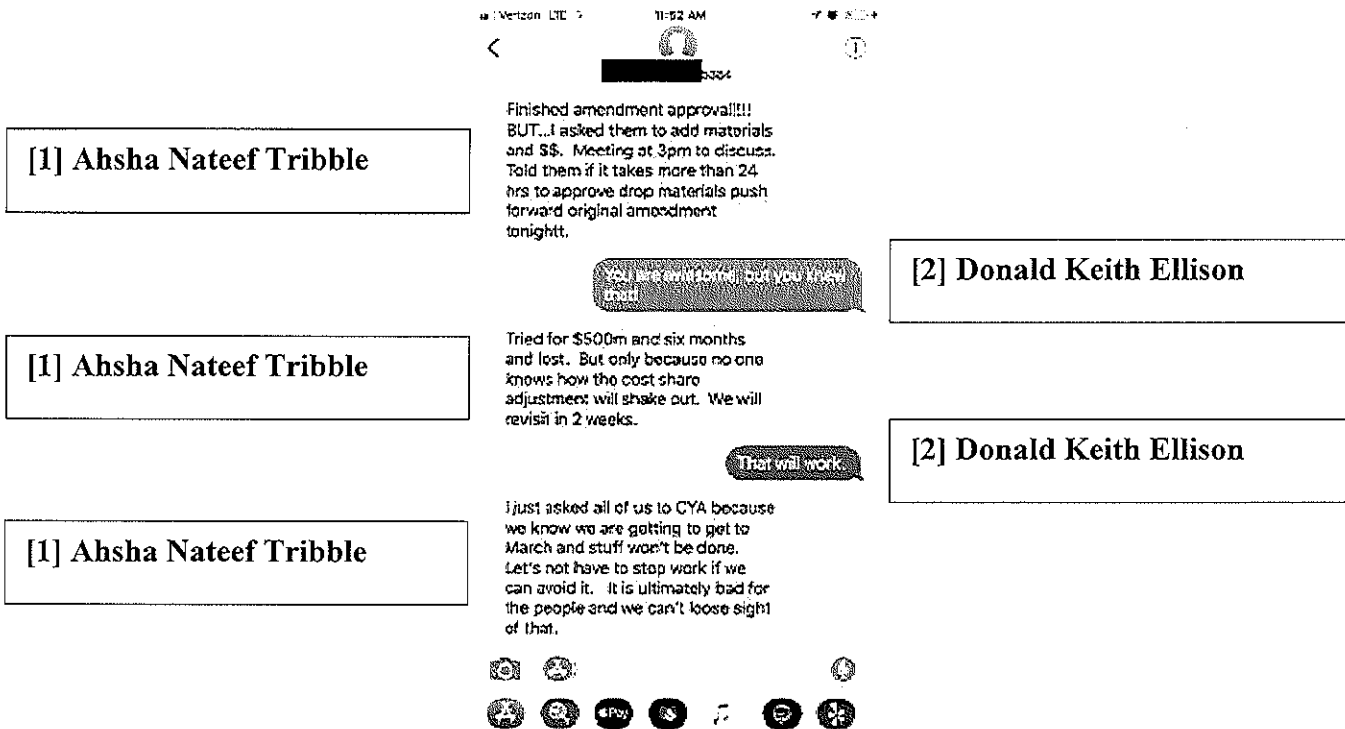 Verizon LTE 11:52 AM
[1] Ahsha Nateef Tribble
Finished amendment approval!!!!
BUT...I asked them to add materials
and $$. Meeting at 3pm to discuss.
Told them if it takes more than 24
hrs to approve drop materials push
forward original amendment
tonightt.
[2] Donald Keith Ellison
You are awesome, but you knew
that!
[1] Ahsha Nateef Tribble
Tried for $500m and six months
and lost. But only because no one
knows how the cost share
adjustment will shake out. We will
revisit in 2 weeks.
[2] Donald Keith Ellison
That will work.
[1] Ahsha Nateef Tribble
I just asked all of us to CYA because
we know we are getting to get to
March and stuff won't be done.
Let's not have to stop work if we
can avoid it. It is ultimately bad for
the people and we can't loose sight
of that.
Pay